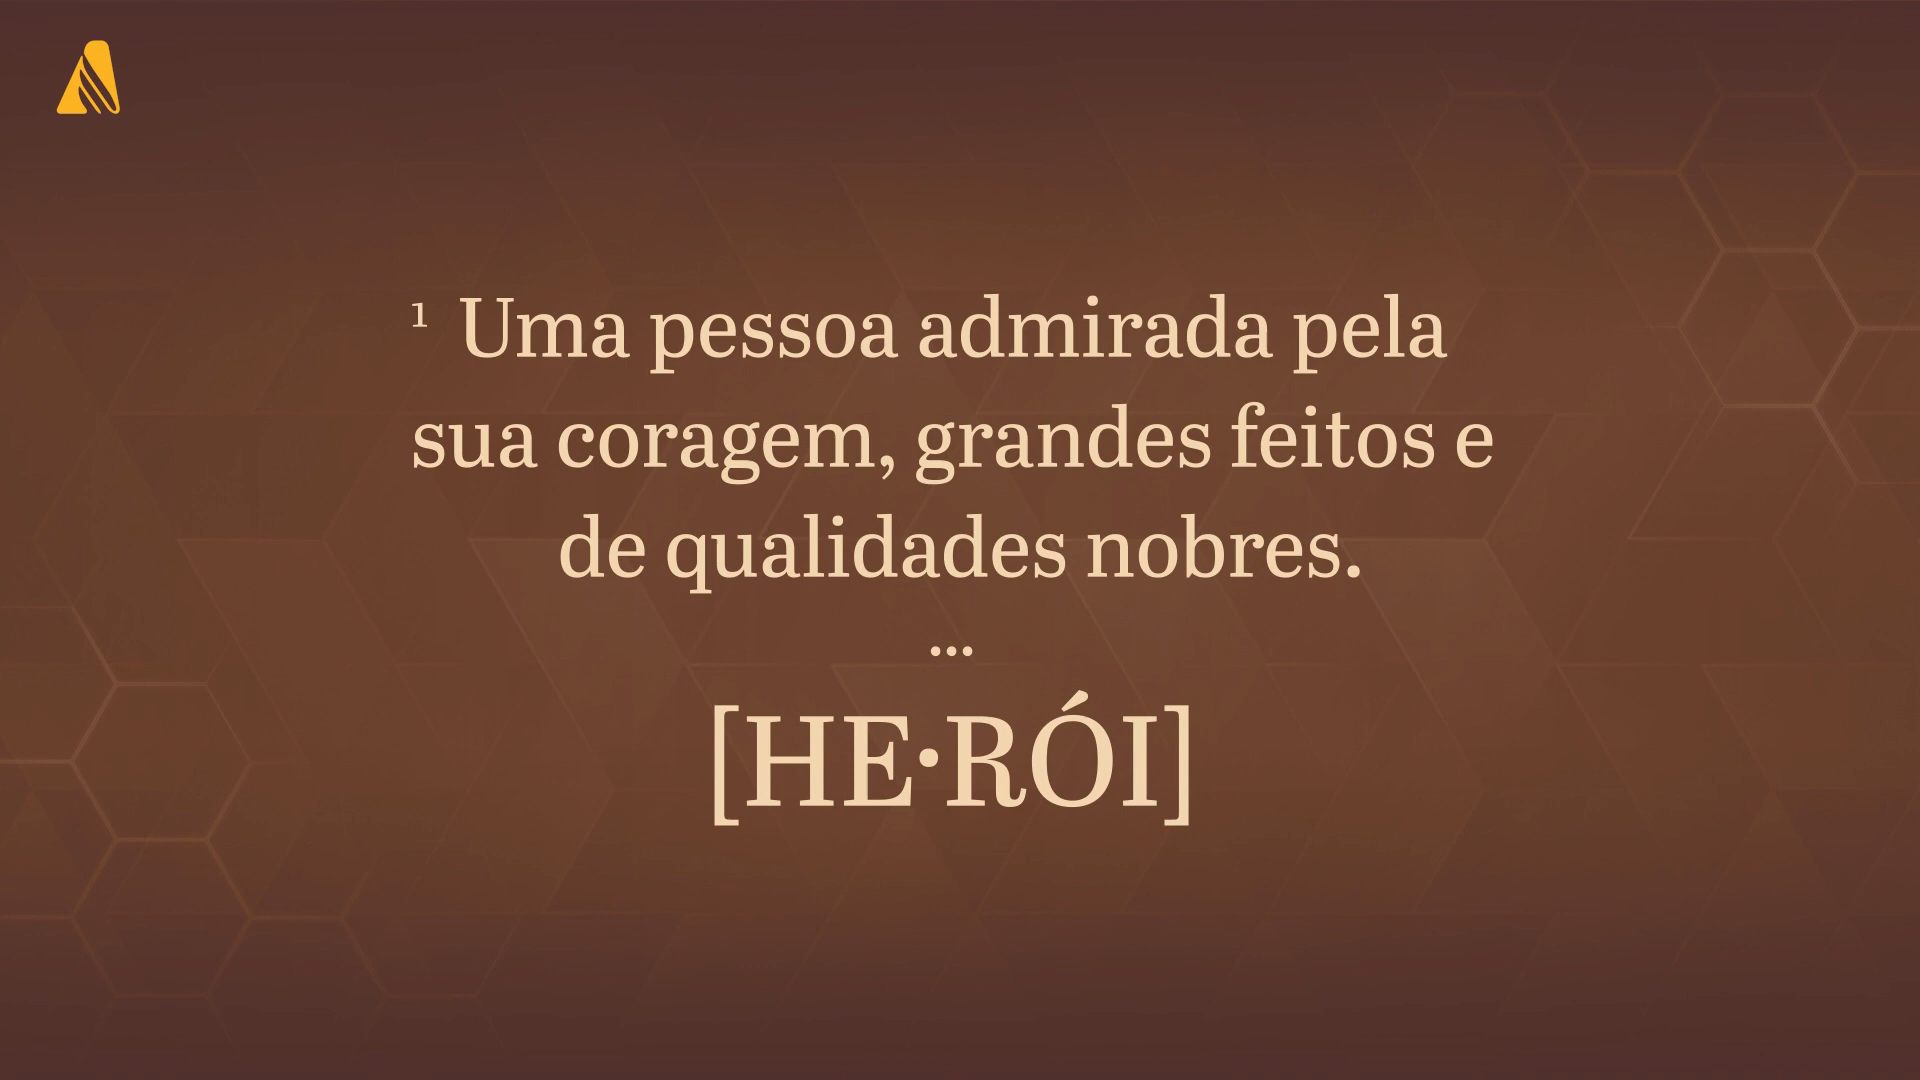 ¹ Uma pessoa admirada pela
sua coragem, grandes feitos e
de qualidades nobres.
...
[HE·RÓI]